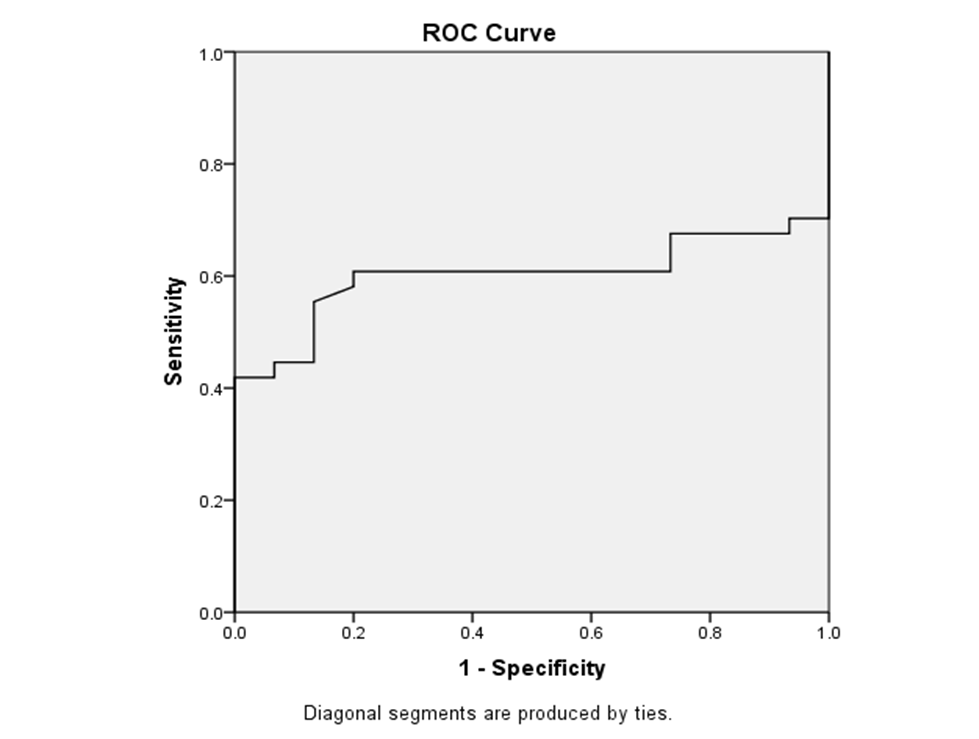 ROC Curve
1.0
0.8
0.6
0.4
0.2
0.0
Sensitivity
0.0 0.2 0.4 0.6 0.8 1.0
1 - Specificity
Diagonal segments are produced by ties.